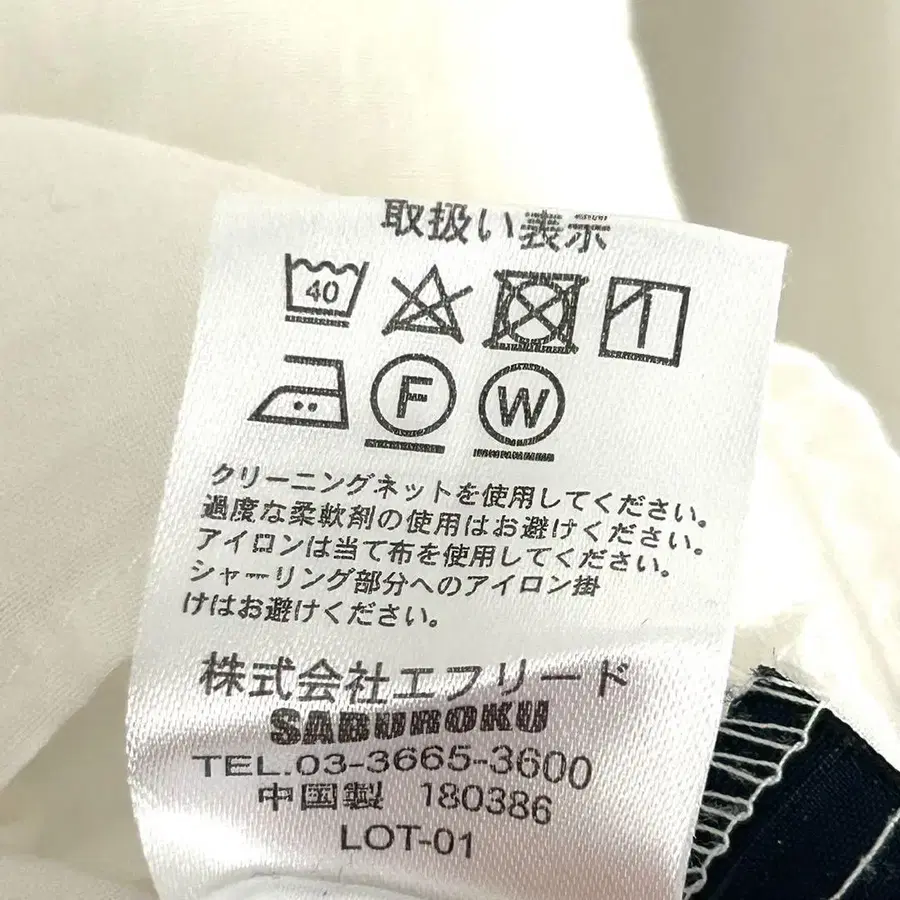 取扱い表示
40
F W
クリーニングネットを使用してください。
過度な柔軟剤の使用はお避けください。
アイロンは当て布を使用してください。
シャーリング部分へのアイロン掛
けはお避けください。
株式会社エフリード
SABUROKU
TEL.03-3665-3600
中国製 180386
LOT-01